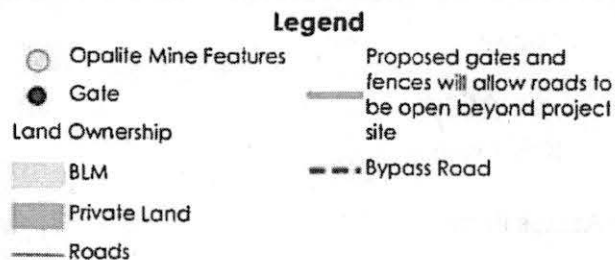 Legend
Opalite Mine Features
Gate
Land Ownership
BLM
Private Land
Roads
Proposed gates and
fences will allow roads to
be open beyond project
site
Bypass Road